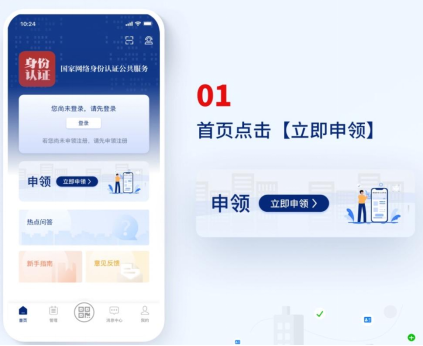 10:24
身份
认证
国家网络身份认证公共服务
您尚未登录，请先登录
登录
若您尚未申领注册，请先申领注册
申领 立即申领 >
热点问答
新手指南 意见反馈
首页 管理 消息中心 我的
01
首页点击【立即申领】
申领 立即申领 >